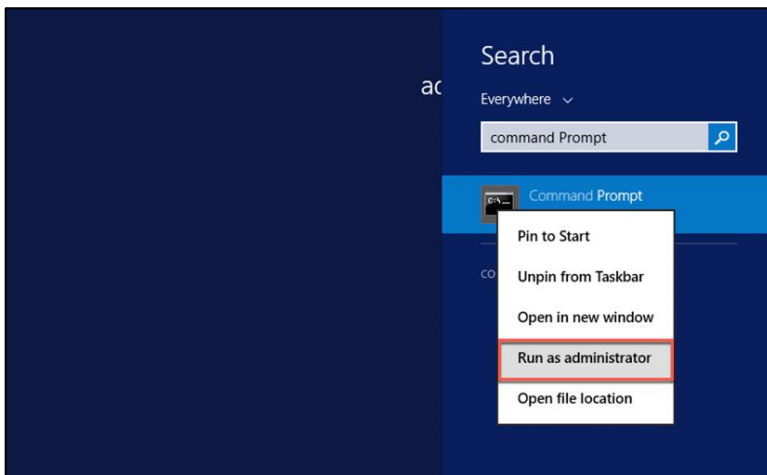 Search
ac
Everywhere
command Prompt
Command Prompt
Pin to Start
co
Unpin from Taskbar
Open in new window
Run as administrator
Open file location